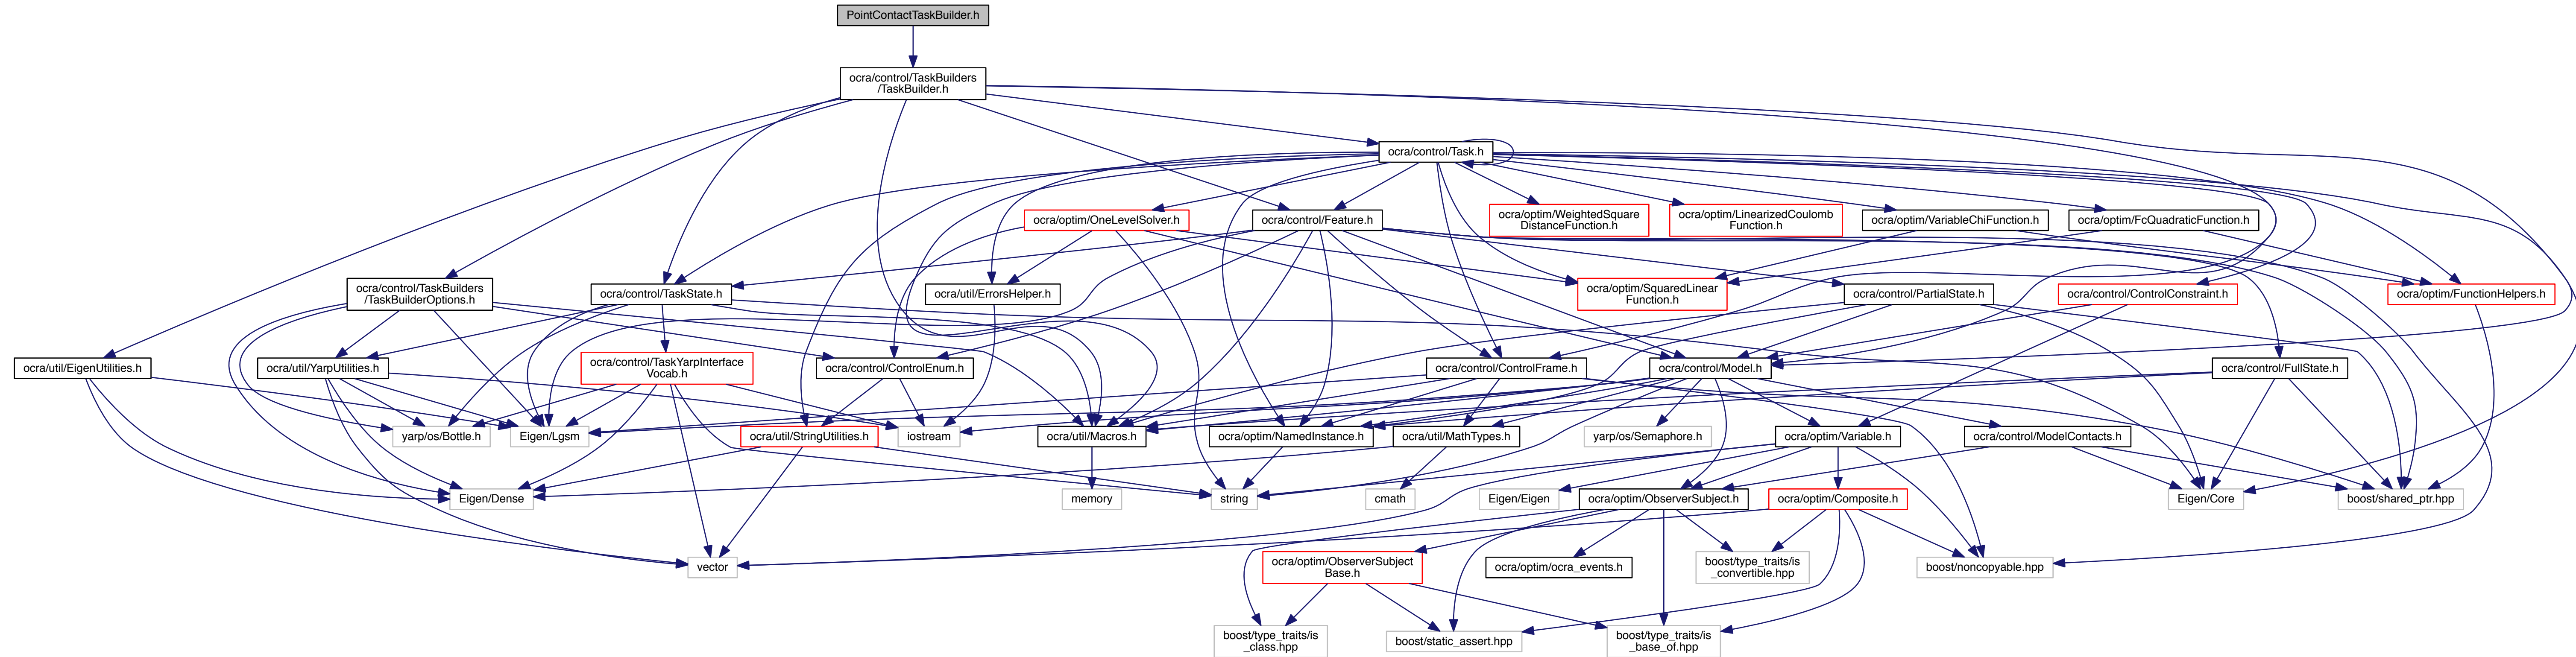 PointContactTaskBuilder.h
ocra/control/TaskBuilders
/TaskBuilder.h
ocra/control/Task.h
ocra/optim/OneLevelSolver.h
ocra/control/Feature.h
ocra/optim/WeightedSquare
DistanceFunction.h
ocra/optim/LinearizedCoulomb
Function.h
ocra/optim/VariableChiFunction.h
ocra/optim/FcQuadraticFunction.h
ocra/control/TaskBuilders
/TaskBuilderOptions.h
ocra/control/TaskState.h
ocra/util/ErrorsHelper.h
ocra/optim/SquaredLinear
Function.h
ocra/control/PartialState.h
ocra/control/ControlConstraint.h
ocra/optim/FunctionHelpers.h
ocra/util/EigenUtilities.h
ocra/util/YarpUtilities.h
ocra/control/TaskYarpInterface
Vocab.h
ocra/control/ControlEnum.h
ocra/control/ControlFrame.h
ocra/control/Model.h
ocra/control/FullState.h
yarp/os/Bottle.h
Eigen/Lgsm
ocra/util/StringUtilities.h
iostream
ocra/util/Macros.h
ocra/optim/NamedInstance.h
ocra/util/MathTypes.h
yarp/os/Semaphore.h
ocra/optim/Variable.h
ocra/control/ModelContacts.h
Eigen/Dense
memory
string
cmath
Eigen/Eigen
ocra/optim/ObserverSubject.h
ocra/optim/Composite.h
Eigen/Core
boost/shared_ptr.hpp
vector
ocra/optim/ObserverSubject
Base.h
ocra/optim/ocra_events.h
boost/type_traits/is
_convertible.hpp
boost/noncopyable.hpp
boost/type_traits/is
_class.hpp
boost/static_assert.hpp
boost/type_traits/is
_base_of.hpp